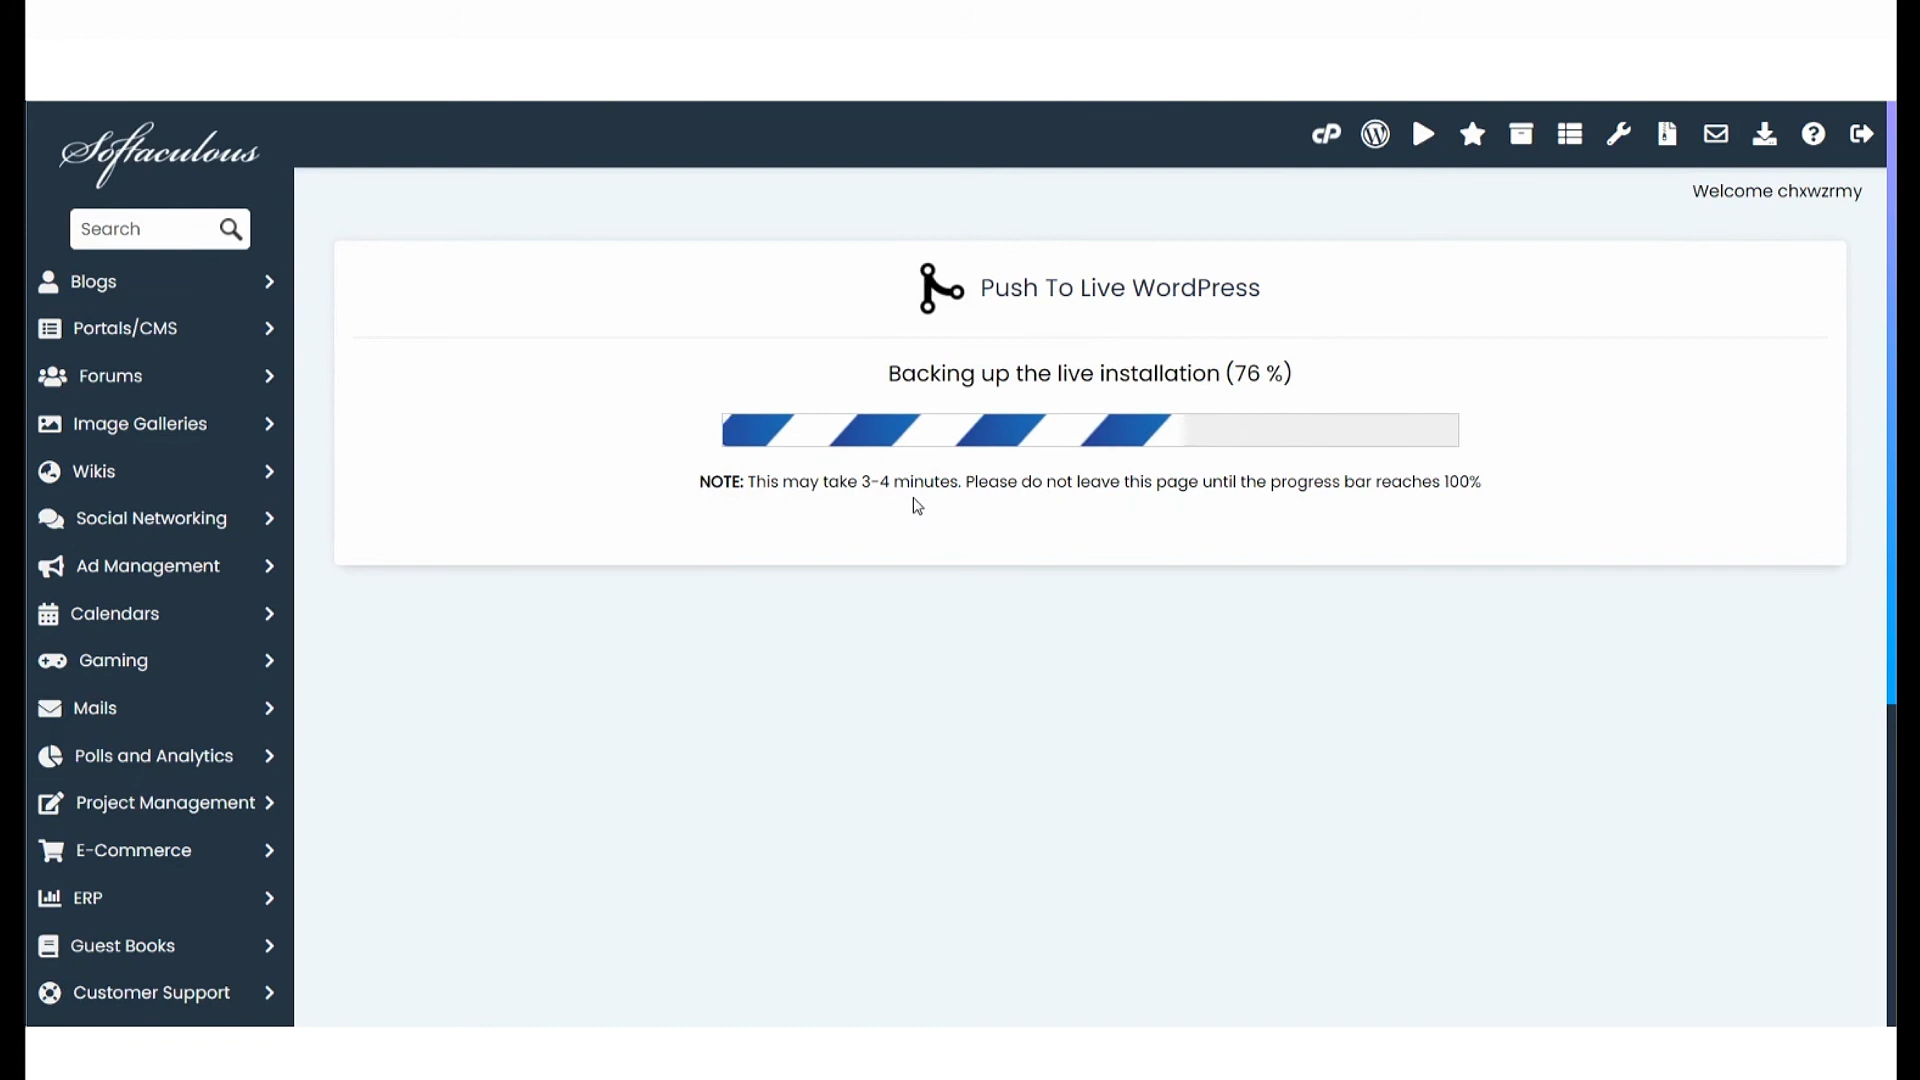 Softaculous
Welcome chxwzrmy
Search
Blogs
Portals/CMS
Forums
Image Galleries
Wikis
Social Networking
Ad Management
Calendars
Gaming
Mails
Polls and Analytics
Project Management
E-Commerce
ERP
Guest Books
Customer Support
Push To Live WordPress
Backing up the live installation (76 %)
NOTE: This may take 3-4 minutes. Please do not leave this page until the progress bar reaches 100%